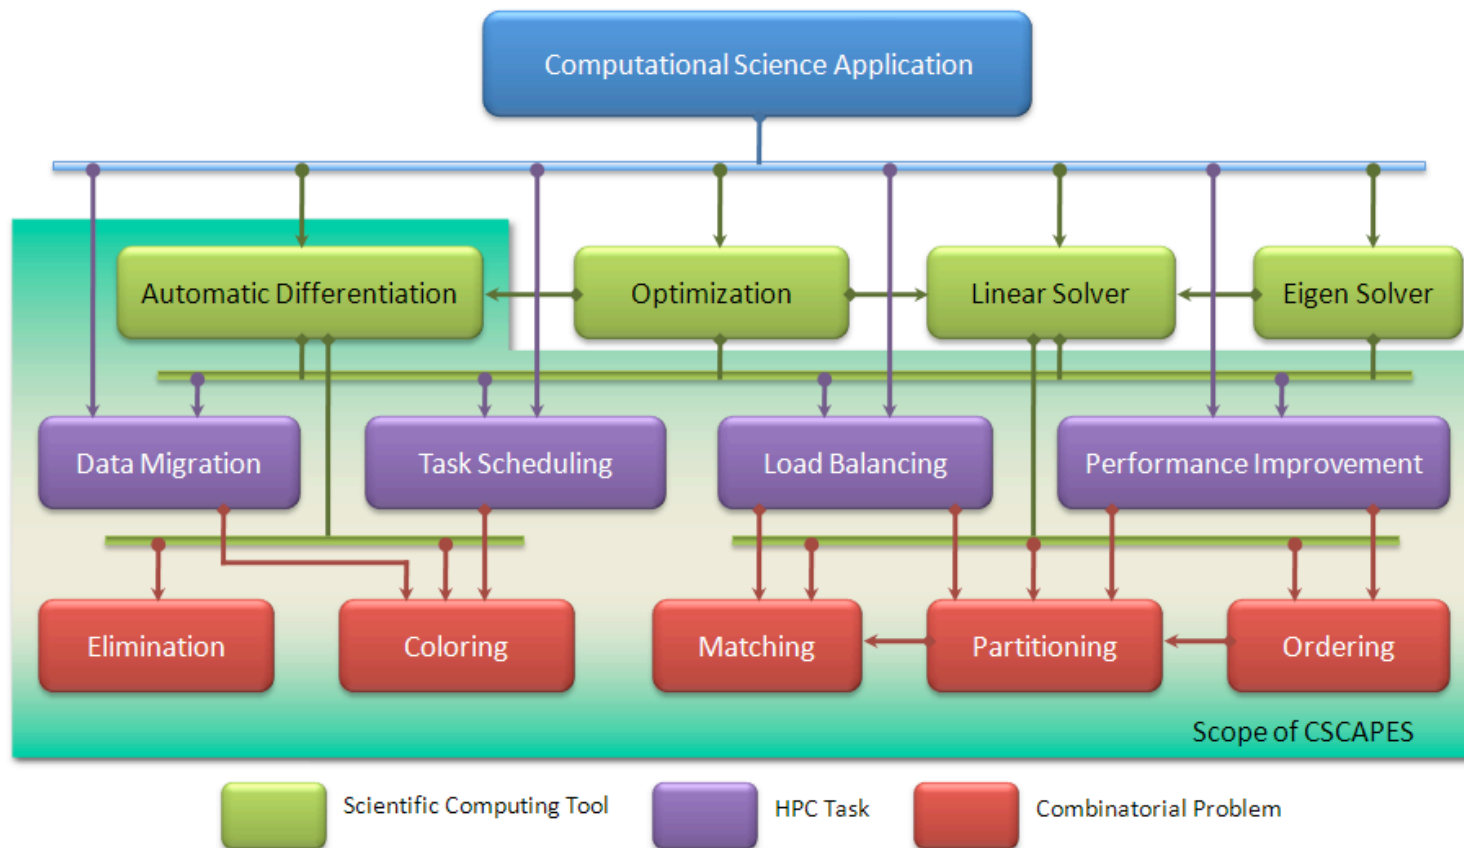 Computational Science Application
Automatic Differentiation
Optimization
Linear Solver
Eigen Solver
Data Migration
Task Scheduling
Load Balancing
Performance Improvement
Elimination
Coloring
Matching
Partitioning
Ordering
Scope of CSCAPES
Scientific Computing Tool
HPC Task
Combinatorial Problem